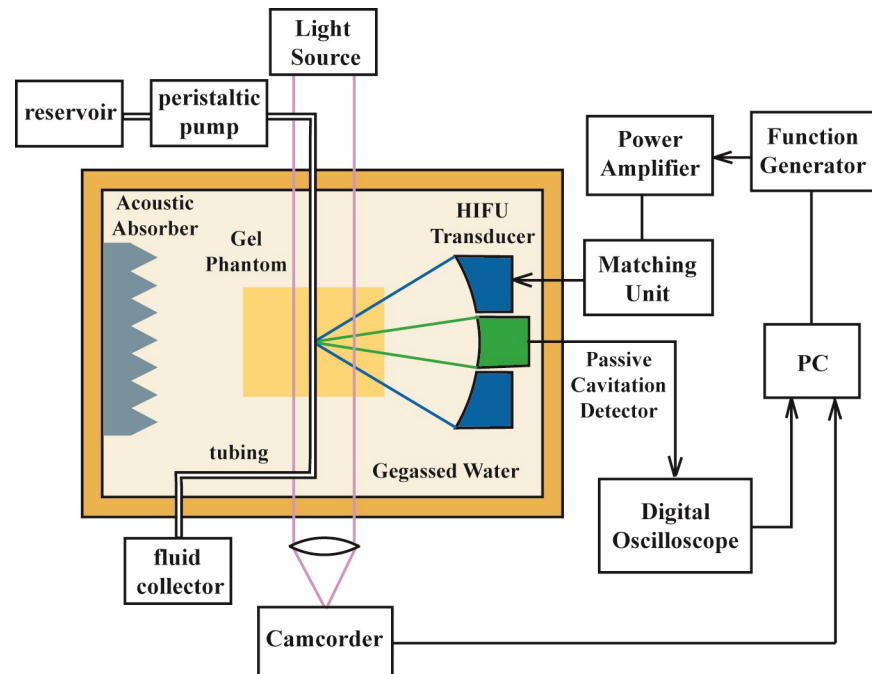 Light
Source
reservoir
peristaltic
pump
Power
Amplifier
Function
Generator
Acoustic
Absorber
Gel
Phantom
HIFU
Transducer
Matching
Unit
PC
Passive
Cavitation
Detector
tubing
Gegassed Water
Digital
Oscilloscope
fluid
collector
Camcorder